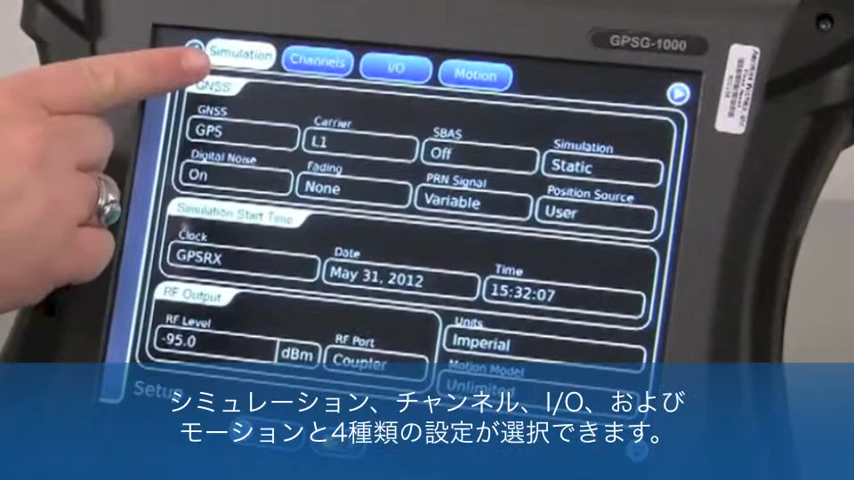 GPSG-1000
Simulation Channels I/O Motion
GNSS
GNSS Carrier SBAS Simulation
GPS L1 Off Static
Digital Noise Fading PRN Signal Position Source
On None Variable User
Simulation Start Time
Clock Date Time
GPSRX May 31, 2012 15:32:07
RF Output
RF Level RF Port Units
-95.0 dBm Coupler Imperial
Motion Model
Unlimited
Setup
シミュレーション、チャンネル、I/O、および
モーションと4種類の設定が選択できます。